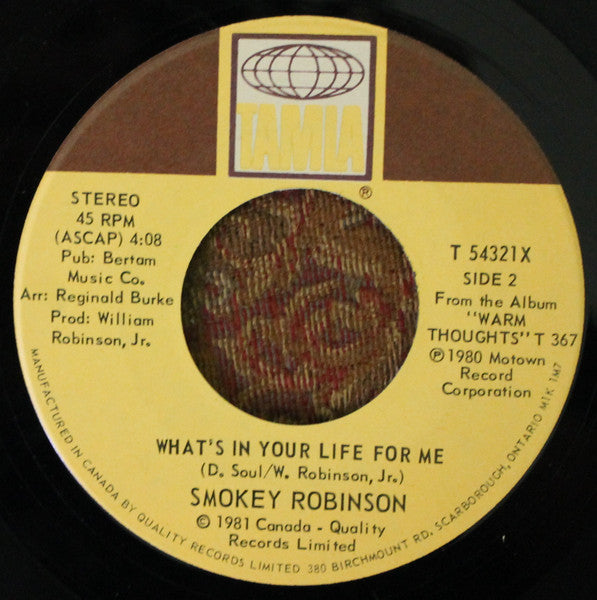 TAMLA
®
STEREO
45 RPM
(ASCAP) 4:08
Pub: Bertam
Music Co.
Arr: Reginald Burke
Prod: William
Robinson, Jr.
T 54321X
SIDE 2
From the Album
"WARM
THOUGHTS" T 367
℗ 1980 Motown
Record
Corporation
WHAT'S IN YOUR LIFE FOR ME
(D. Soul/W. Robinson, Jr.)
SMOKEY ROBINSON
© 1981 Canada - Quality
Records Limited
MANUFACTURED IN CANADA BY QUALITY RECORDS LIMITED 380 BIRCHMOUNT RD. SCARBOROUGH, ONTARIO M1K 1M7